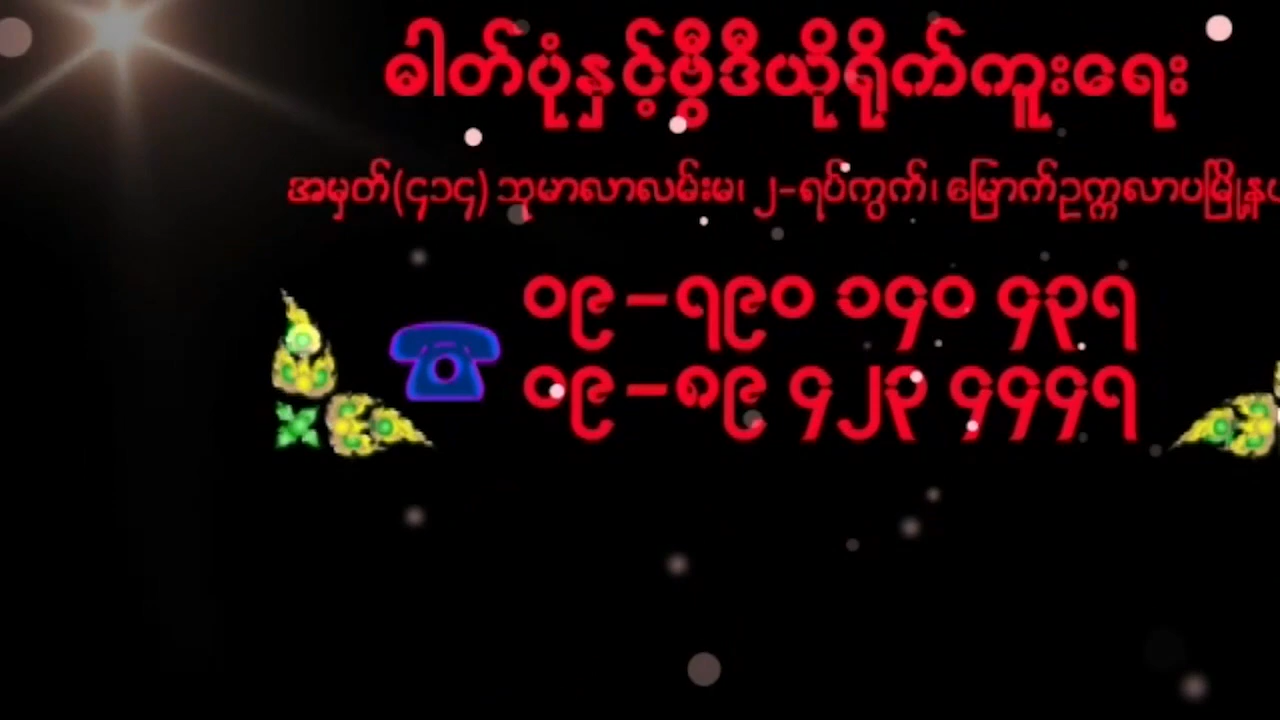 ဓါတ်ပုံနှင့်ဗွီဒီယိုရိုက်ကူးရေး
အမှတ်(၄၁၄) ဘုမာလာလမ်းမ၊ ၂-ရပ်ကွက်၊ မြောက်ဥက္ကလာပမြို့နယ
၀၉-၇၉၀ ၁၄၀ ၄၃၇
၀၉-၈၉ ၄၂၃ ၄၄၄၇